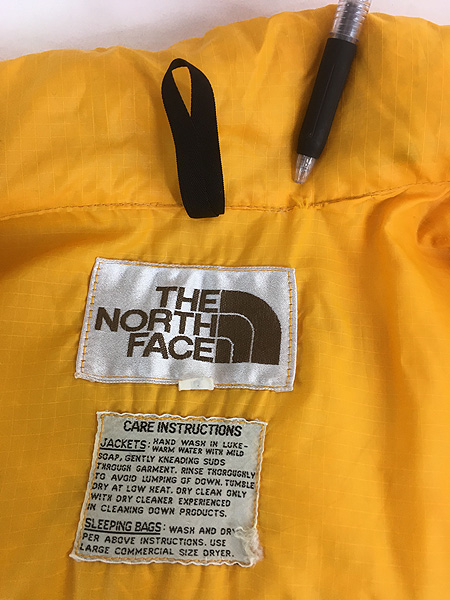 THE
NORTH
FACE
CARE INSTRUCTIONS
JACKETS: HAND WASH IN LUKE-
WARM WATER WITH MILD
SOAP, GENTLY KNEADING SUDS
THROUGH GARMENT. RINSE THOROUGHLY
TO AVOID LUMPING OF DOWN. TUMBLE
DRY AT LOW HEAT. DRY CLEAN ONLY
WITH DRY CLEANER EXPERIENCED
IN CLEANING DOWN PRODUCTS.
SLEEPING BAGS: WASH AND DRY
PER ABOVE INSTRUCTIONS. USE
LARGE COMMERCIAL SIZE DRYER.